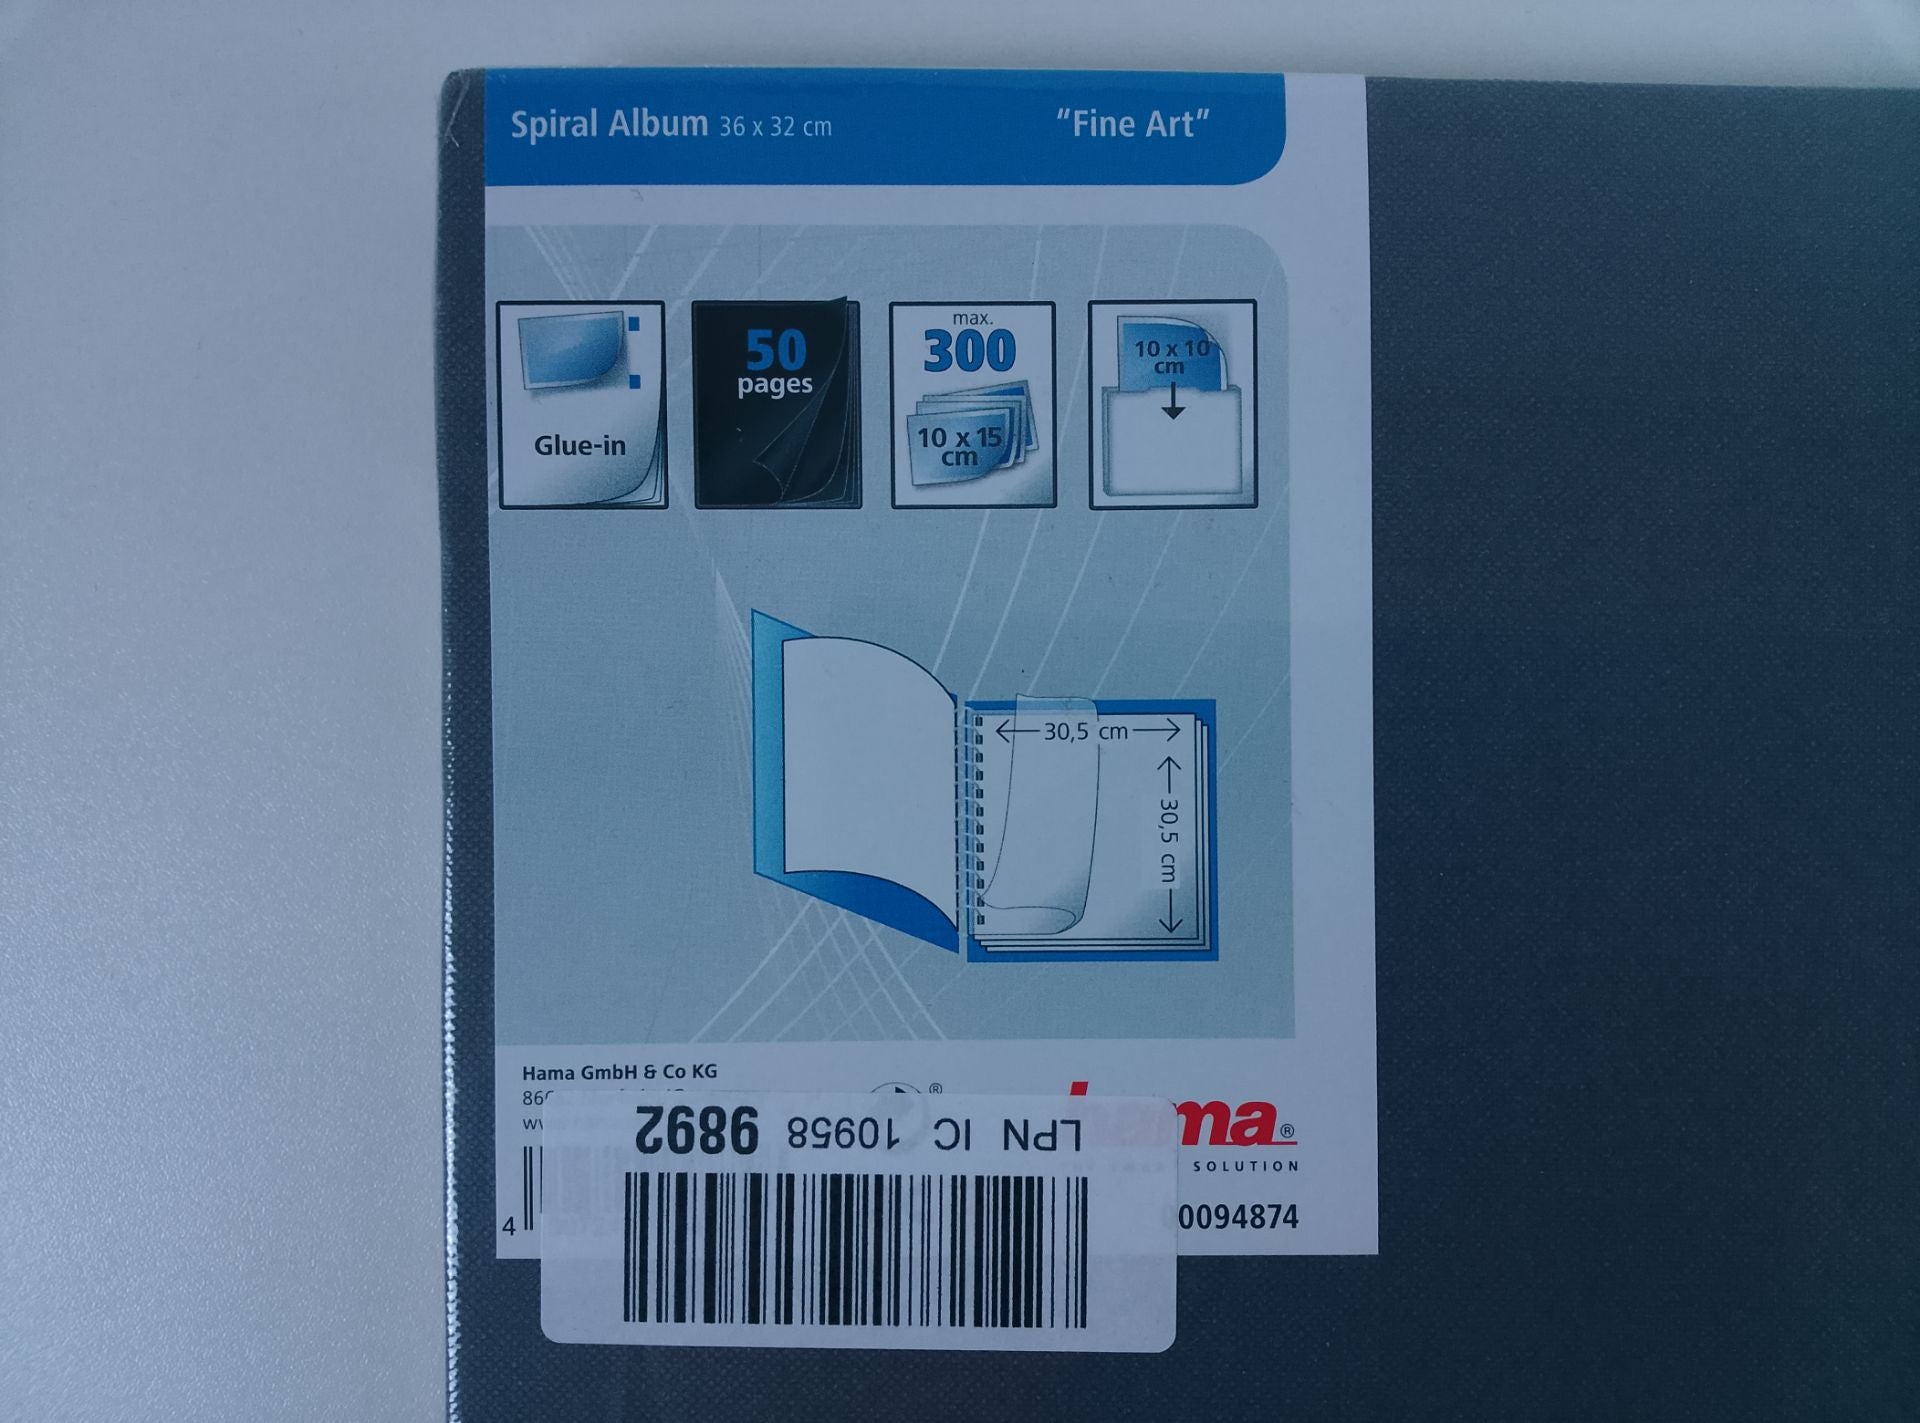 Spiral Album 36 x 32 cm "Fine Art"
Glue-in
50
pages
max.
300
10 x 15
cm
10 x 10
cm
30,5 cm
30,5 cm
Hama GmbH & Co KG
®
ma®
SOLUTION
4
0094874
LPN IC 10958 9892